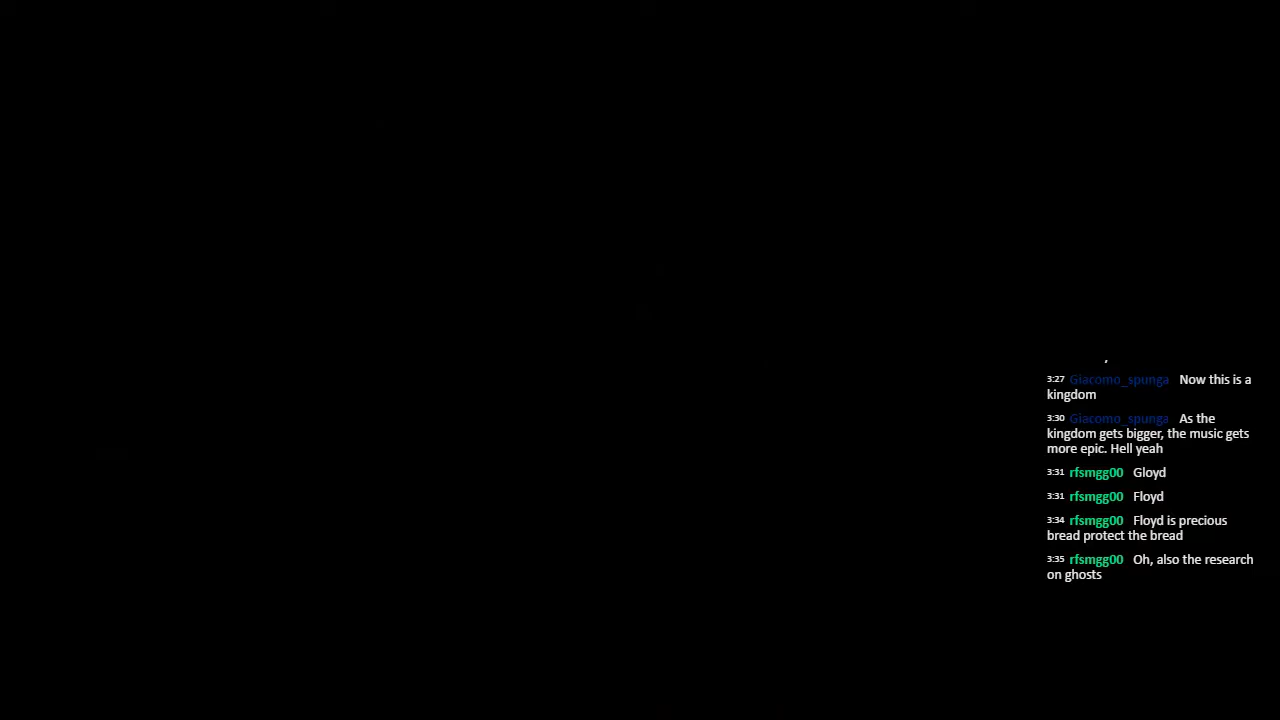 3:27 Giacomo_spunga Now this is a
kingdom
3:30 Giacomo_spunga As the
kingdom gets bigger, the music gets
more epic. Hell yeah
3:31 rfsmgg00 Gloyd
3:31 rfsmgg00 Floyd
3:34 rfsmgg00 Floyd is precious
bread protect the bread
3:35 rfsmgg00 Oh, also the research
on ghosts